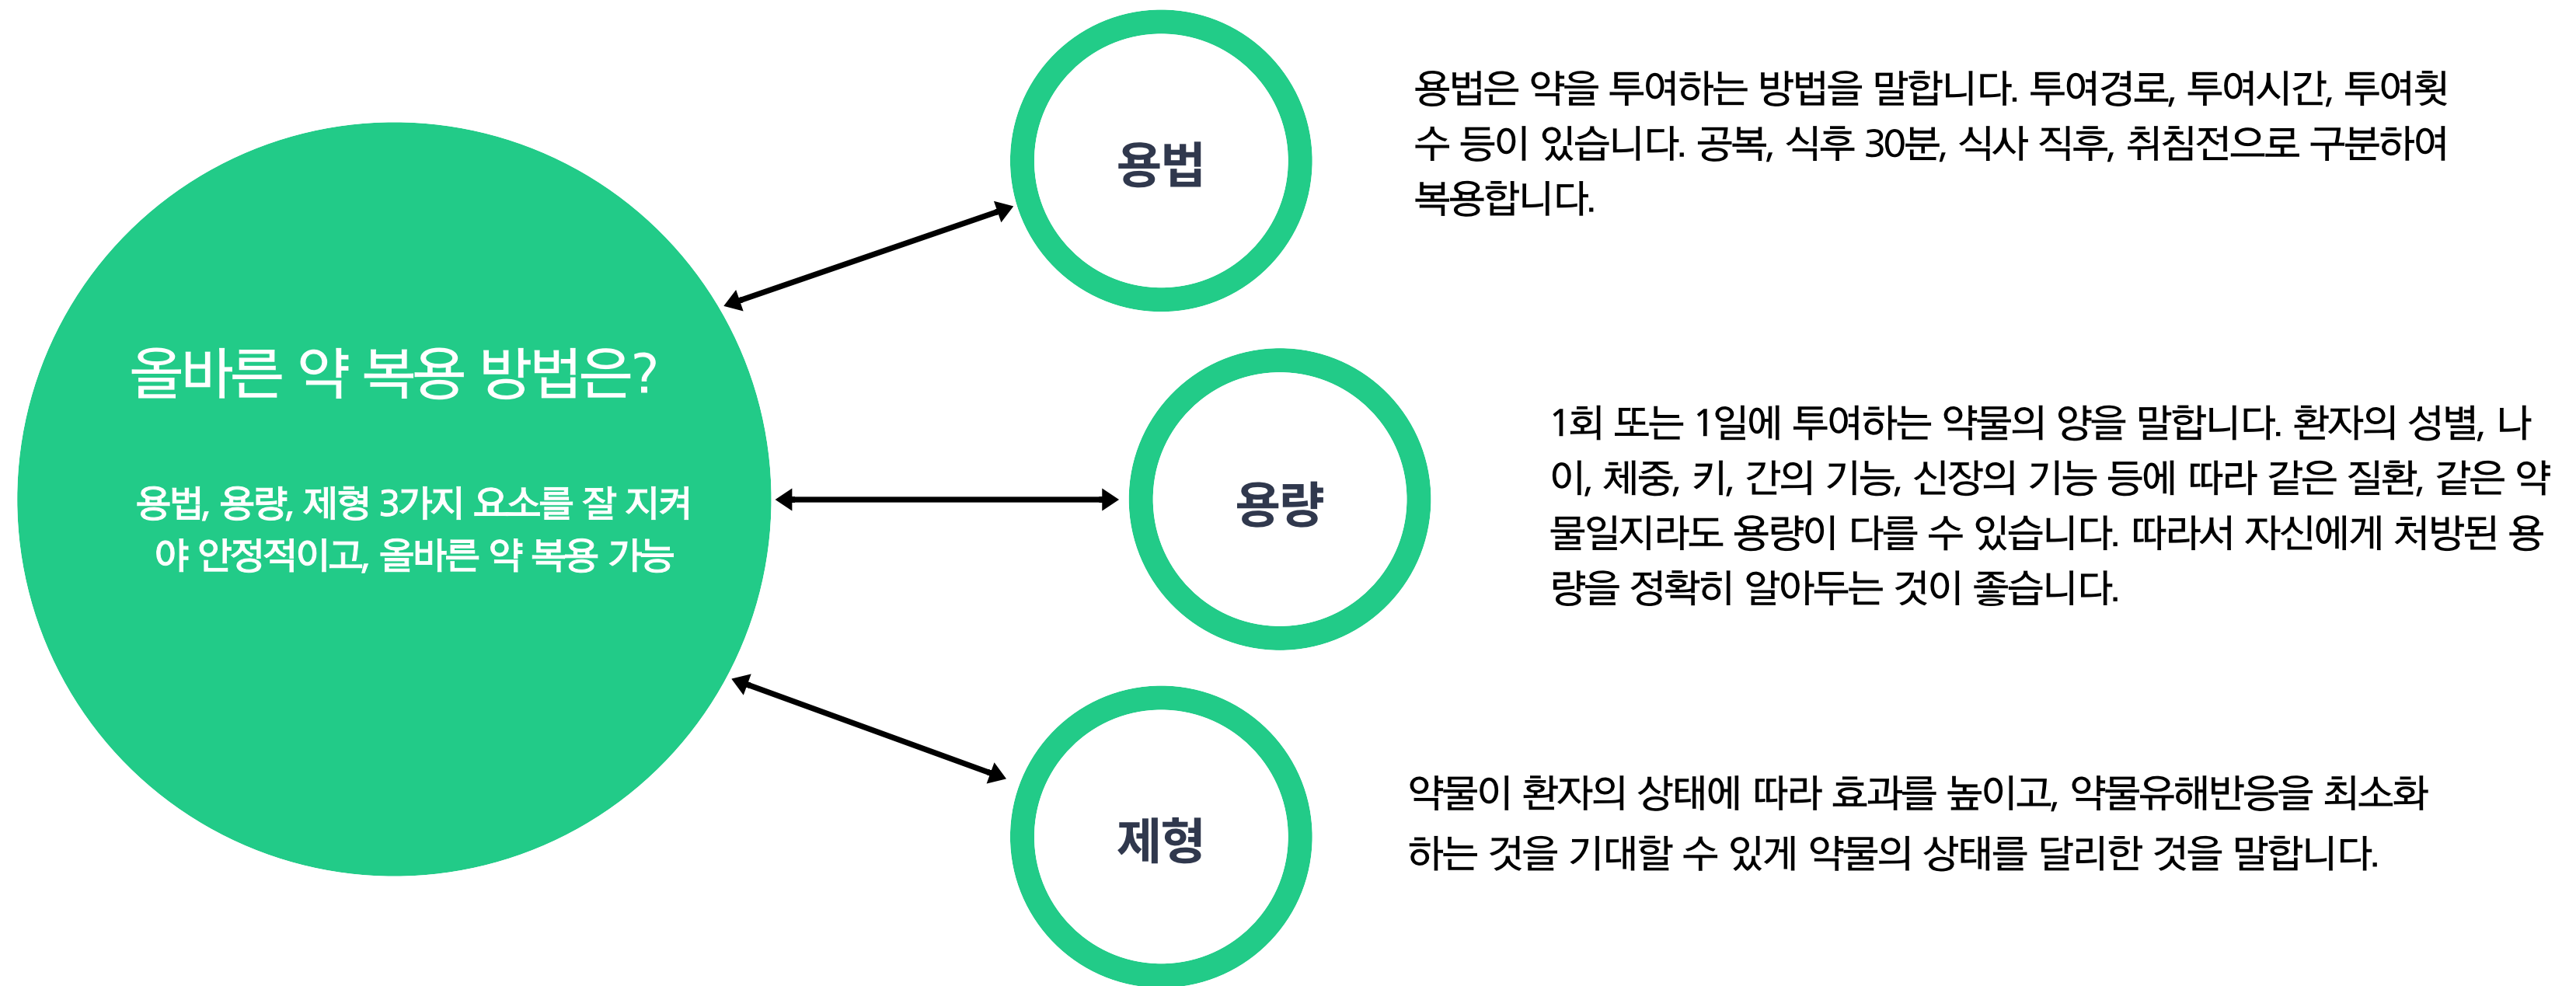 올바른 약 복용 방법은?
용법, 용량, 제형 3가지 요소를 잘 지켜
야 안정적이고, 올바른 약 복용 가능
용법
용법은 약을 투여하는 방법을 말합니다. 투여경로, 투여시간, 투여횟
수 등이 있습니다. 공복, 식후 30분, 식사 직후, 취침전으로 구분하여
복용합니다.
용량
1회 또는 1일에 투여하는 약물의 양을 말합니다. 환자의 성별, 나
이, 체중, 키, 간의 기능, 신장의 기능 등에 따라 같은 질환, 같은 약
물일지라도 용량이 다를 수 있습니다. 따라서 자신에게 처방된 용
량을 정확히 알아두는 것이 좋습니다.
제형
약물이 환자의 상태에 따라 효과를 높이고, 약물유해반응을 최소화
하는 것을 기대할 수 있게 약물의 상태를 달리한 것을 말합니다.